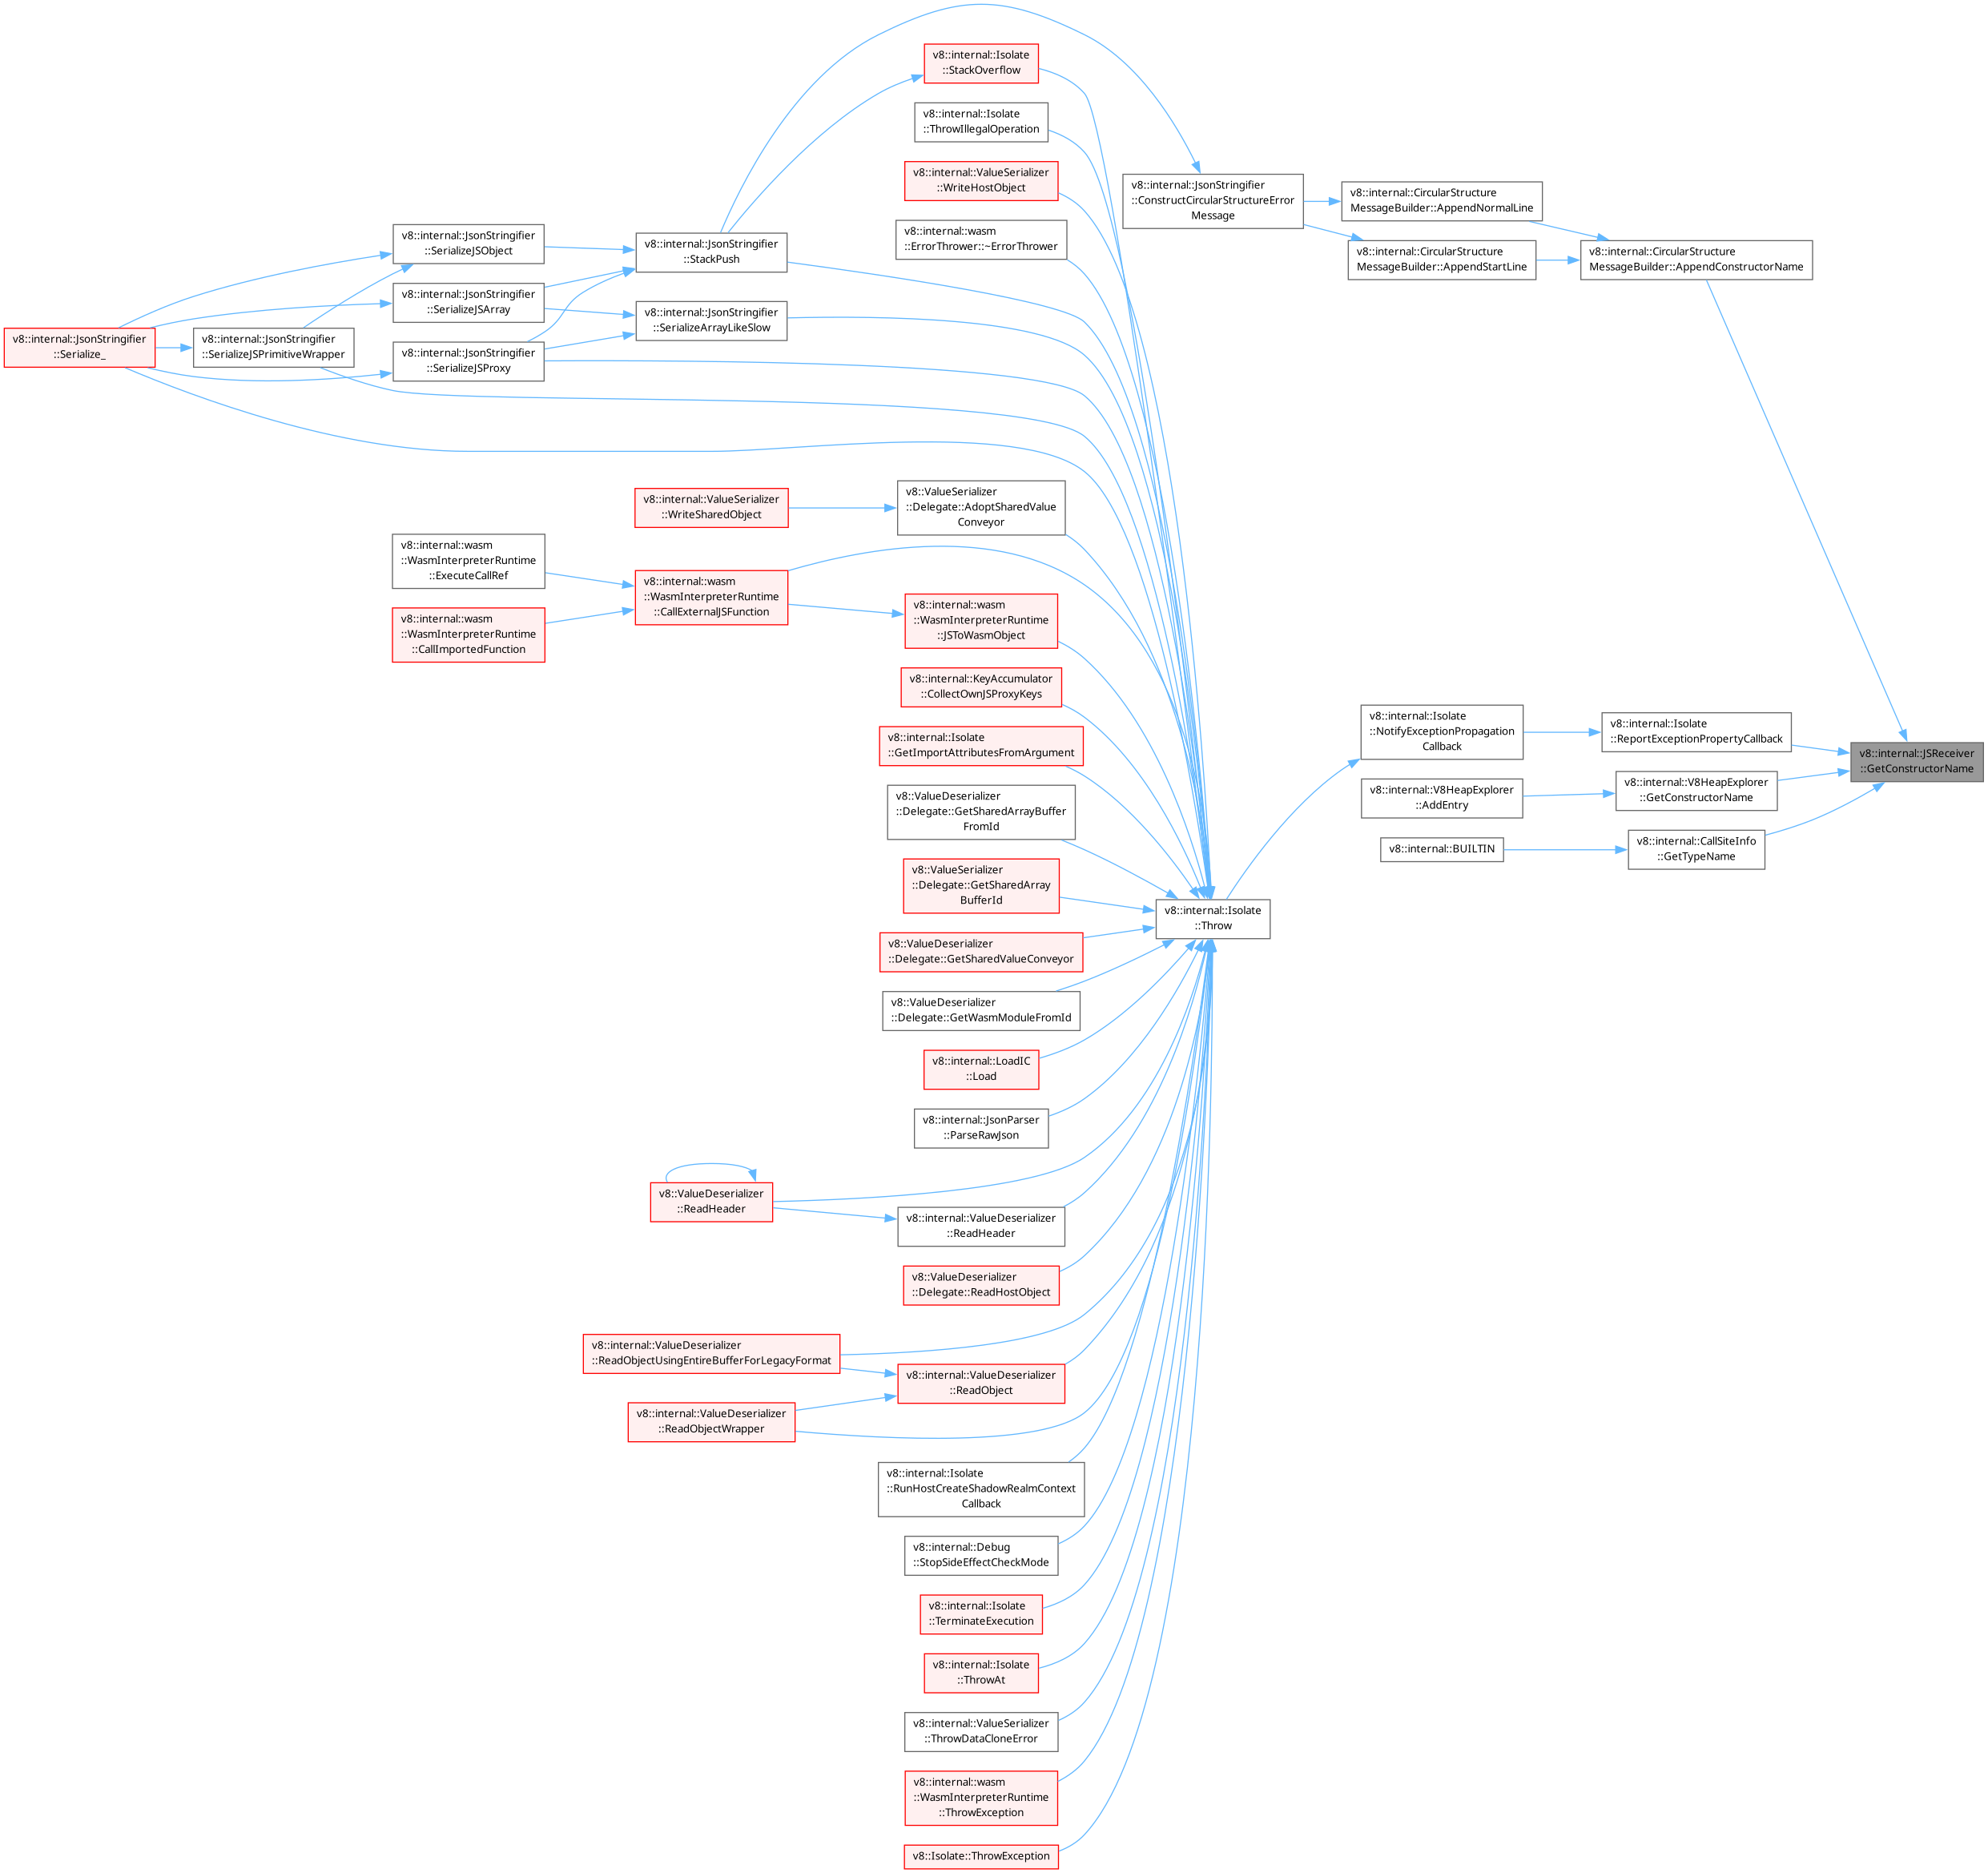 v8::internal::Isolate
::StackOverflow
v8::internal::Isolate
::ThrowIllegalOperation
v8::internal::ValueSerializer
::WriteHostObject
v8::internal::JsonStringifier
::ConstructCircularStructureError
Message
v8::internal::CircularStructure
MessageBuilder::AppendNormalLine
v8::internal::wasm
::ErrorThrower::~ErrorThrower
v8::internal::JsonStringifier
::SerializeJSObject
v8::internal::JsonStringifier
::StackPush
v8::internal::CircularStructure
MessageBuilder::AppendStartLine
v8::internal::CircularStructure
MessageBuilder::AppendConstructorName
v8::internal::JsonStringifier
::SerializeJSArray
v8::internal::JsonStringifier
::SerializeArrayLikeSlow
v8::internal::JsonStringifier
::Serialize_
v8::internal::JsonStringifier
::SerializeJSPrimitiveWrapper
v8::internal::JsonStringifier
::SerializeJSProxy
v8::internal::ValueSerializer
::WriteSharedObject
v8::ValueSerializer
::Delegate::AdoptSharedValue
Conveyor
v8::internal::wasm
::WasmInterpreterRuntime
::ExecuteCallRef
v8::internal::wasm
::WasmInterpreterRuntime
::CallExternalJSFunction
v8::internal::wasm
::WasmInterpreterRuntime
::JSToWasmObject
v8::internal::wasm
::WasmInterpreterRuntime
::CallImportedFunction
v8::internal::KeyAccumulator
::CollectOwnJSProxyKeys
v8::internal::Isolate
::GetImportAttributesFromArgument
v8::internal::Isolate
::NotifyExceptionPropagation
Callback
v8::internal::Isolate
::ReportExceptionPropertyCallback
v8::internal::JSReceiver
::GetConstructorName
v8::internal::V8HeapExplorer
::AddEntry
v8::internal::V8HeapExplorer
::GetConstructorName
v8::ValueDeserializer
::Delegate::GetSharedArrayBuffer
FromId
v8::internal::BUILTIN
v8::internal::CallSiteInfo
::GetTypeName
v8::ValueSerializer
::Delegate::GetSharedArray
BufferId
v8::internal::Isolate
::Throw
v8::ValueDeserializer
::Delegate::GetSharedValueConveyor
v8::ValueDeserializer
::Delegate::GetWasmModuleFromId
v8::internal::LoadIC
::Load
v8::internal::JsonParser
::ParseRawJson
v8::ValueDeserializer
::ReadHeader
v8::internal::ValueDeserializer
::ReadHeader
v8::ValueDeserializer
::Delegate::ReadHostObject
v8::internal::ValueDeserializer
::ReadObjectUsingEntireBufferForLegacyFormat
v8::internal::ValueDeserializer
::ReadObject
v8::internal::ValueDeserializer
::ReadObjectWrapper
v8::internal::Isolate
::RunHostCreateShadowRealmContext
Callback
v8::internal::Debug
::StopSideEffectCheckMode
v8::internal::Isolate
::TerminateExecution
v8::internal::Isolate
::ThrowAt
v8::internal::ValueSerializer
::ThrowDataCloneError
v8::internal::wasm
::WasmInterpreterRuntime
::ThrowException
v8::Isolate::ThrowException